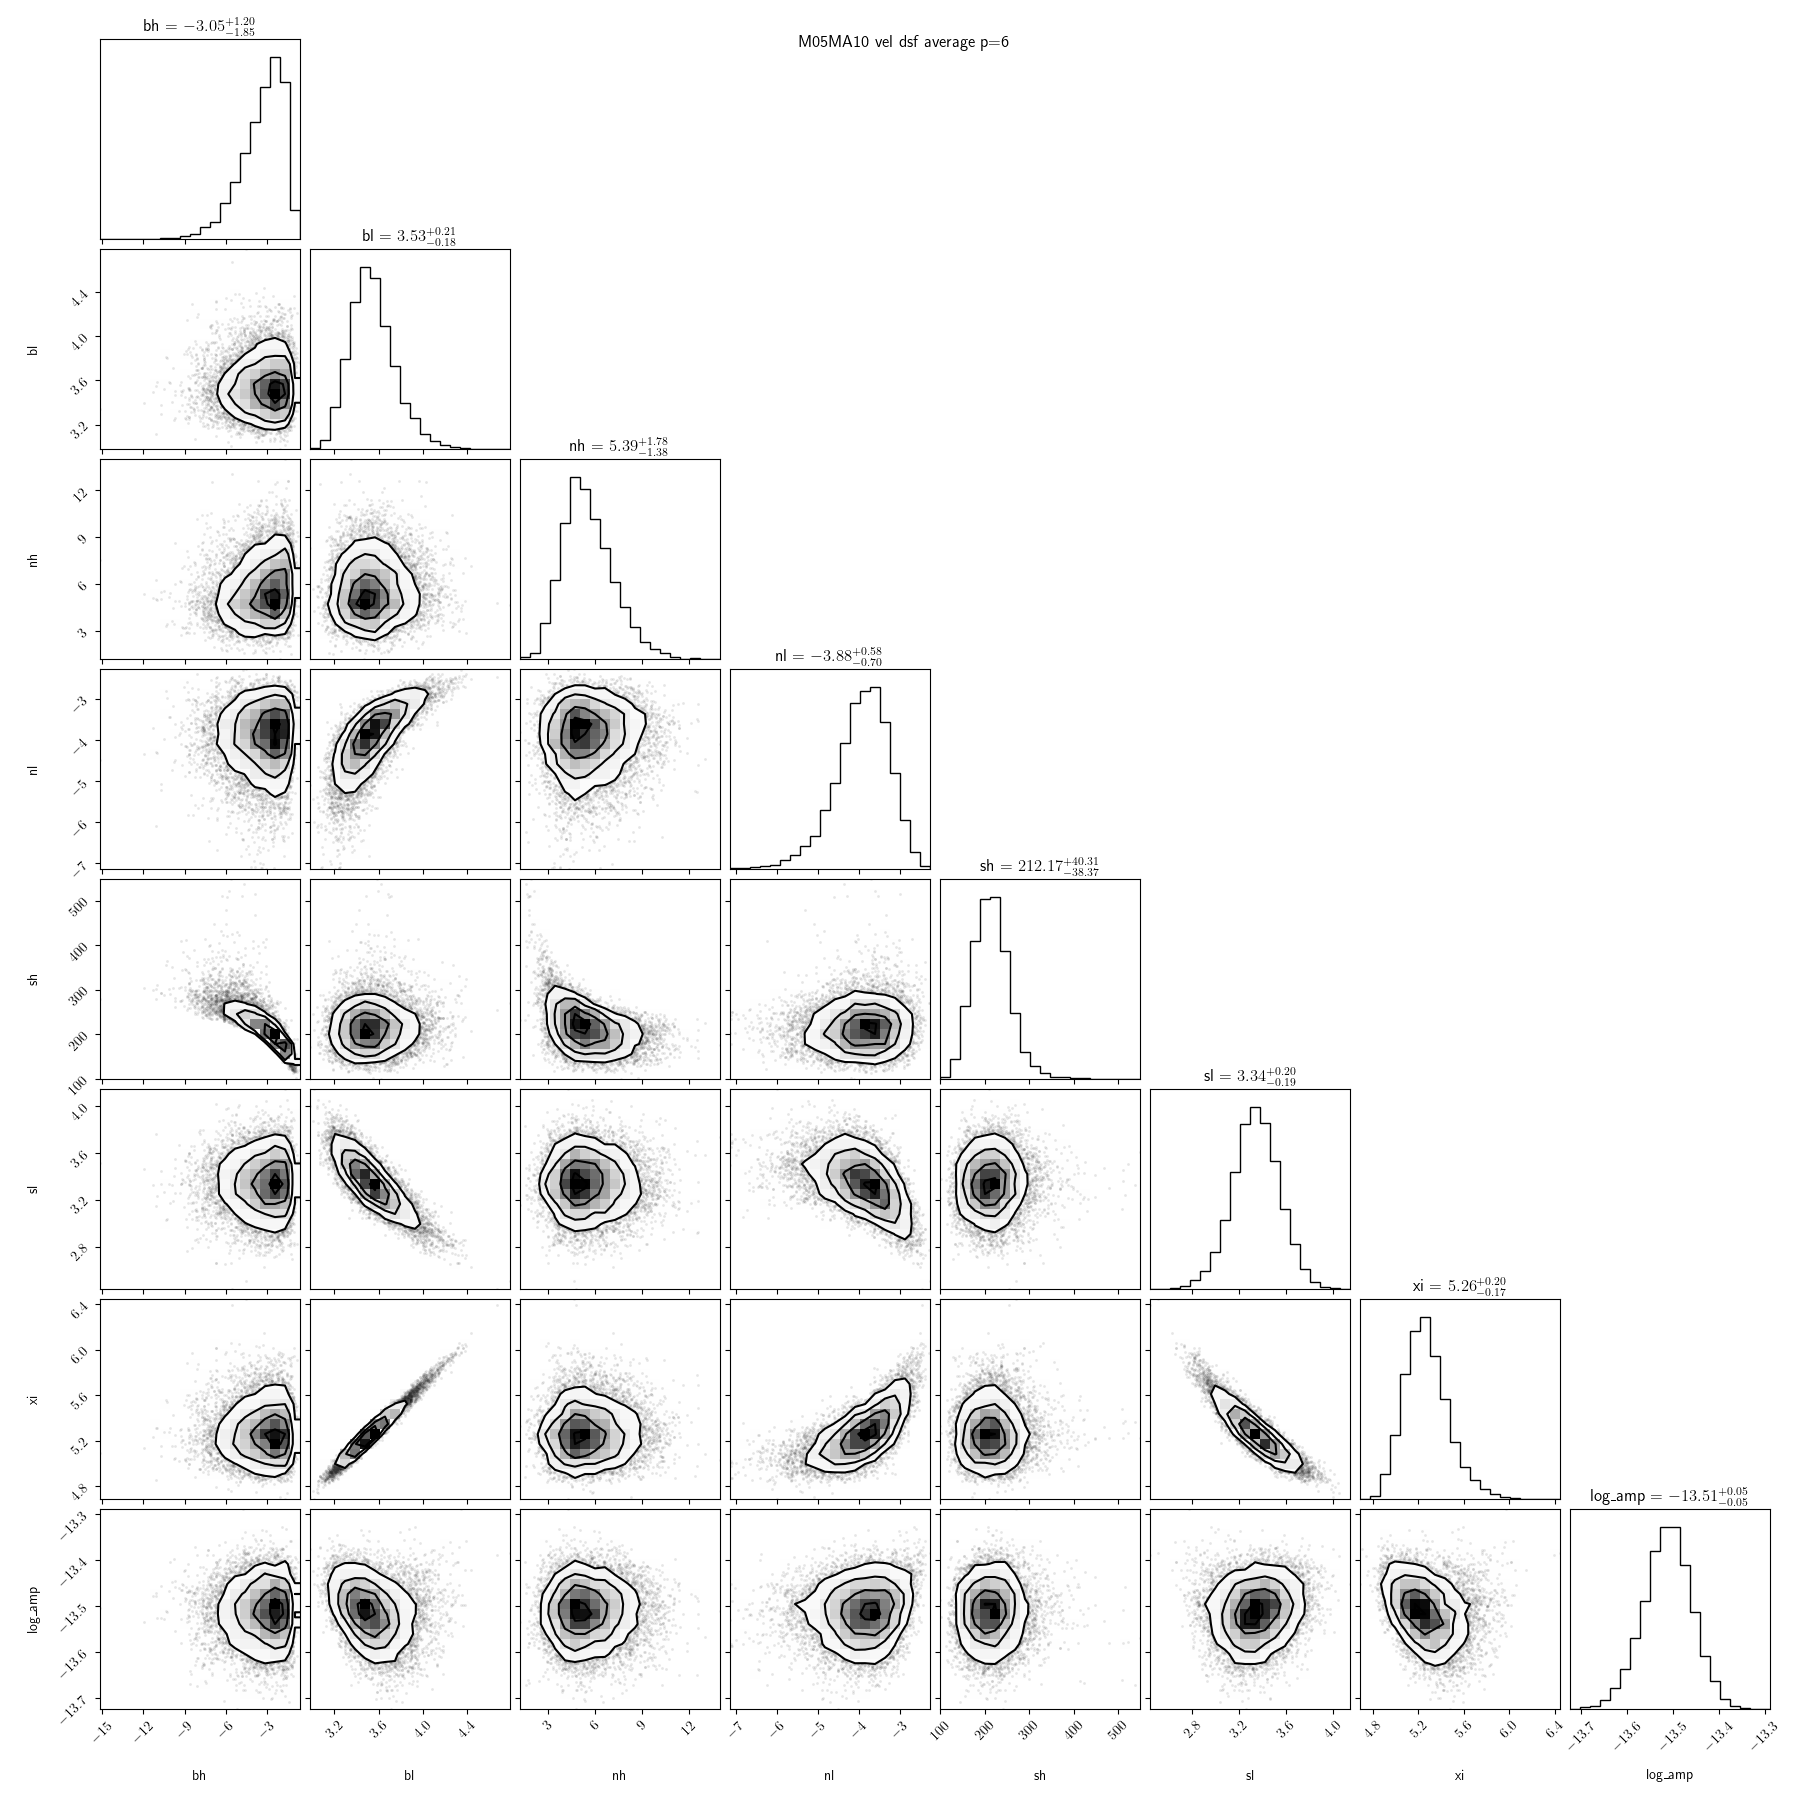 M05MA10 vel dsf average p=6
bh = −3.05+1.20−1.85
bl = 3.53+0.21−0.18
4.4
4.0
3.6
3.2
bl
nh = 5.39+1.78−1.38
12
9
6
3
nh
nl = −3.88+0.58−0.70
−3
−4
−5
−6
−7
nl
sh = 212.17+40.31−38.37
500
400
300
200
100
sh
sl = 3.34+0.20−0.19
4.0
3.6
3.2
2.8
sl
xi = 5.26+0.20−0.17
6.4
6.0
5.6
5.2
4.8
xi
log_amp = −13.51+0.05−0.05
−13.3
−13.4
−13.5
−13.6
−13.7
log_amp
−15 −12 −9 −6 −3 3.2 3.6 4.0 4.4 3 6 9 12 −7 −6 −5 −4 −3 100 200 300 400 500 2.8 3.2 3.6 4.0 4.8 5.2 5.6 6.0 6.4 −13.7 −13.6 −13.5 −13.4 −13.3
bh bl nh nl sh sl xi log_amp